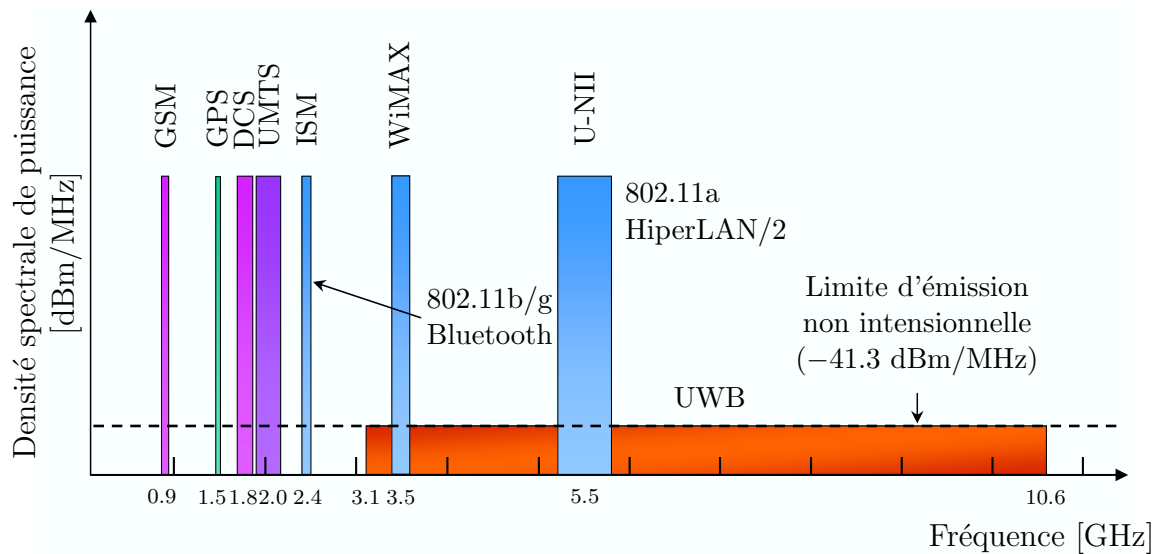 Densité spectrale de puissance
[dBm/MHz]
GSM
GPS
DCS
UMTS
ISM
WiMAX
U-NII
802.11a
HiperLAN/2
802.11b/g
Bluetooth
Limite d'émission
non intensionnelle
(−41.3 dBm/MHz)
UWB
0.9 1.5 1.8 2.0 2.4 3.1 3.5 5.5 10.6
Fréquence [GHz]